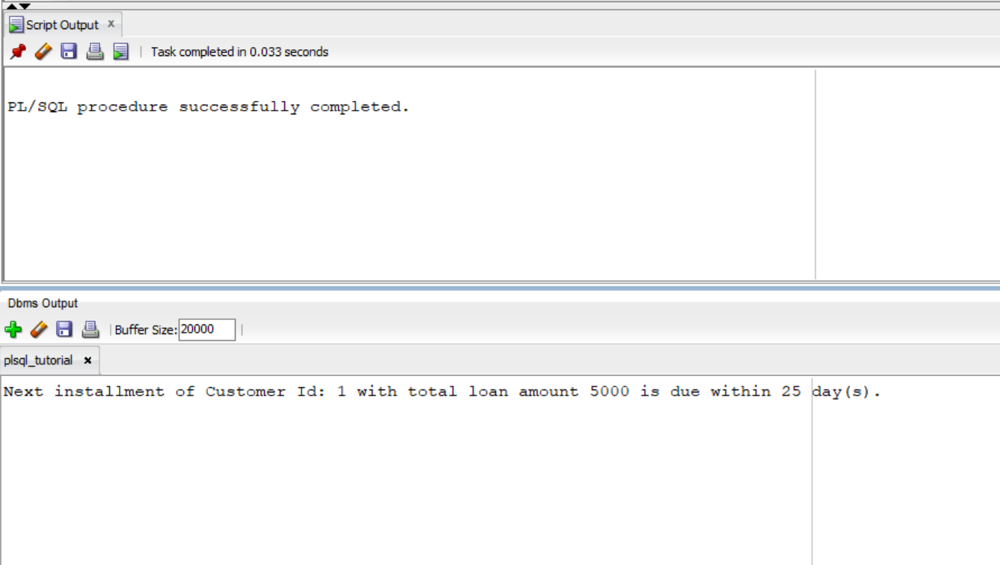 Script Output x
Task completed in 0.033 seconds
PL/SQL procedure successfully completed.
Dbms Output
Buffer Size: 20000
plsql_tutorial x
Next installment of Customer Id: 1 with total loan amount 5000 is due within 25 day(s).